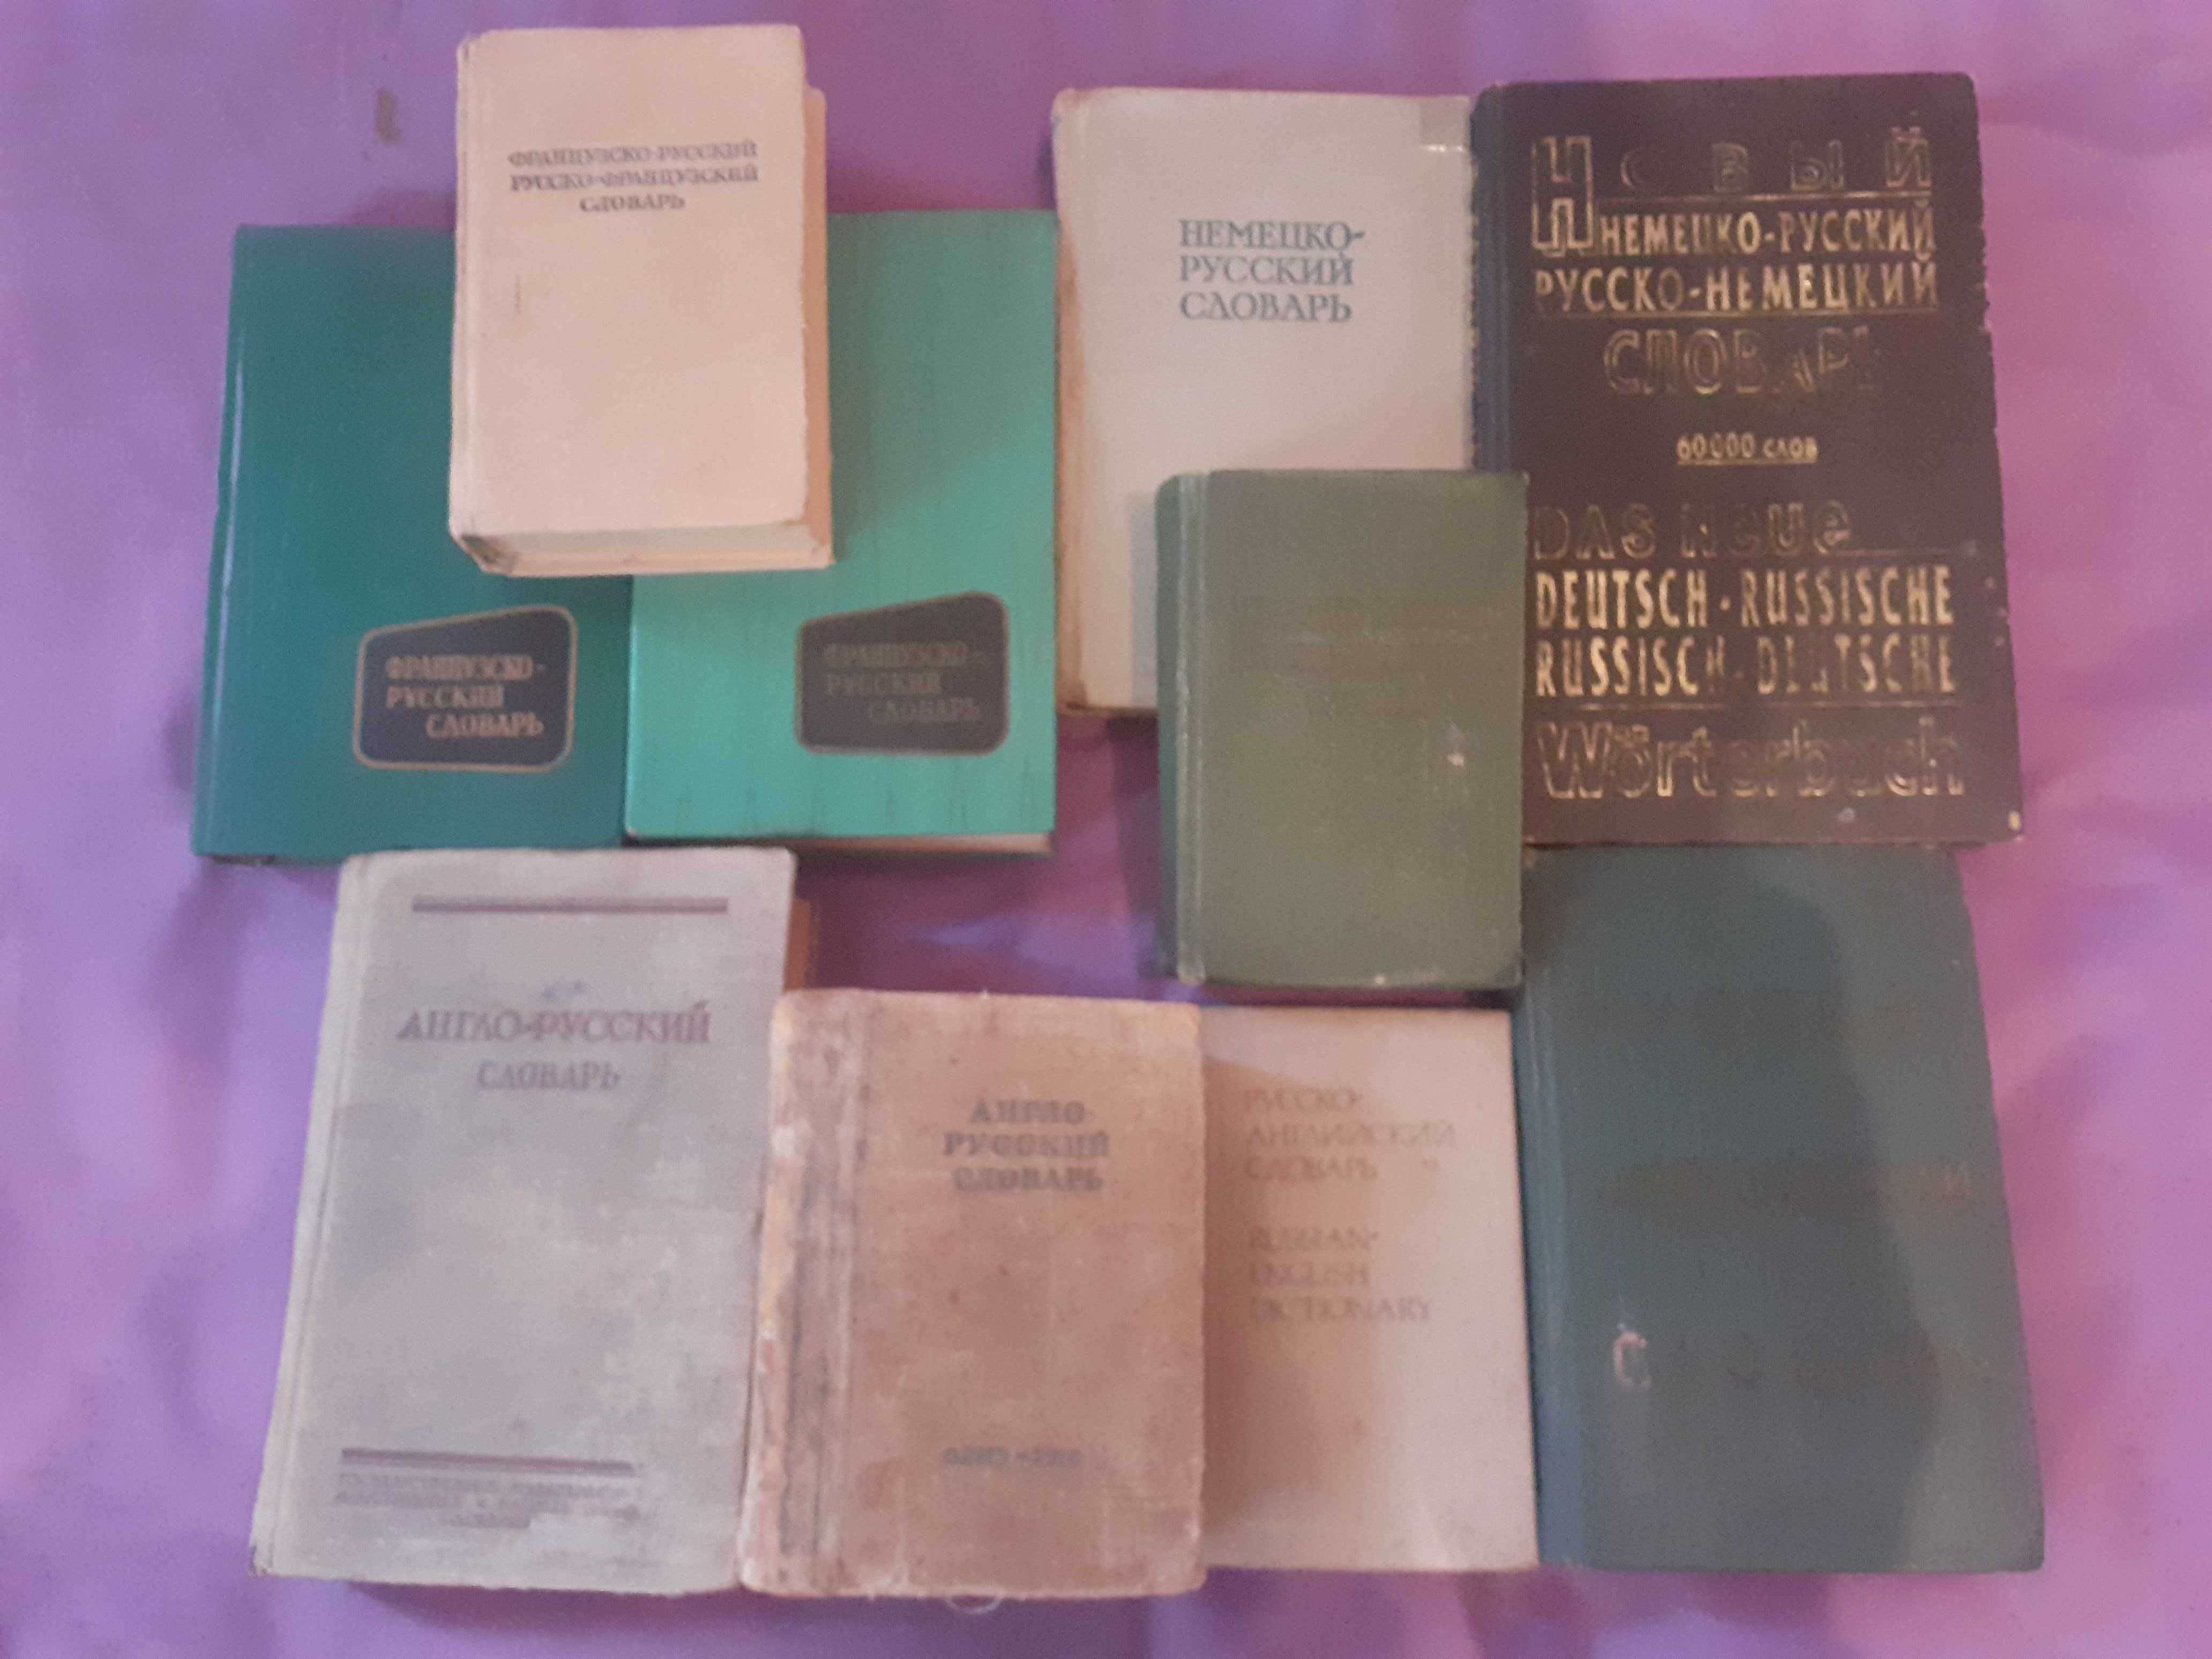 ФРАНЦУЗСКО-РУССКИЙ
РУССКО-ФРАНЦУЗСКИЙ
СЛОВАРЬ
НЕМЕЦКО-
РУССКИЙ
СЛОВАРЬ
НОВЫЙ
НЕМЕЦКО-РУССКИЙ
РУССКО-НЕМЕЦКИЙ
СЛОВАРЬ
60000 СЛОВ
DAS NEUE
DEUTSCH-RUSSISCHE
RUSSISCH-DEUTSCHE
Wörterbuch
ФРАНЦУЗСКО-
РУССКИЙ
СЛОВАРЬ
ФРАНЦУЗСКО-
РУССКИЙ
СЛОВАРЬ
АНГЛО-РУССКИЙ
СЛОВАРЬ
АНГЛО-
РУССКИЙ
СЛОВАРЬ
РУССКО-
АНГЛИЙСКИЙ
СЛОВАРЬ
RUSSIAN-
ENGLISH
DICTIONARY